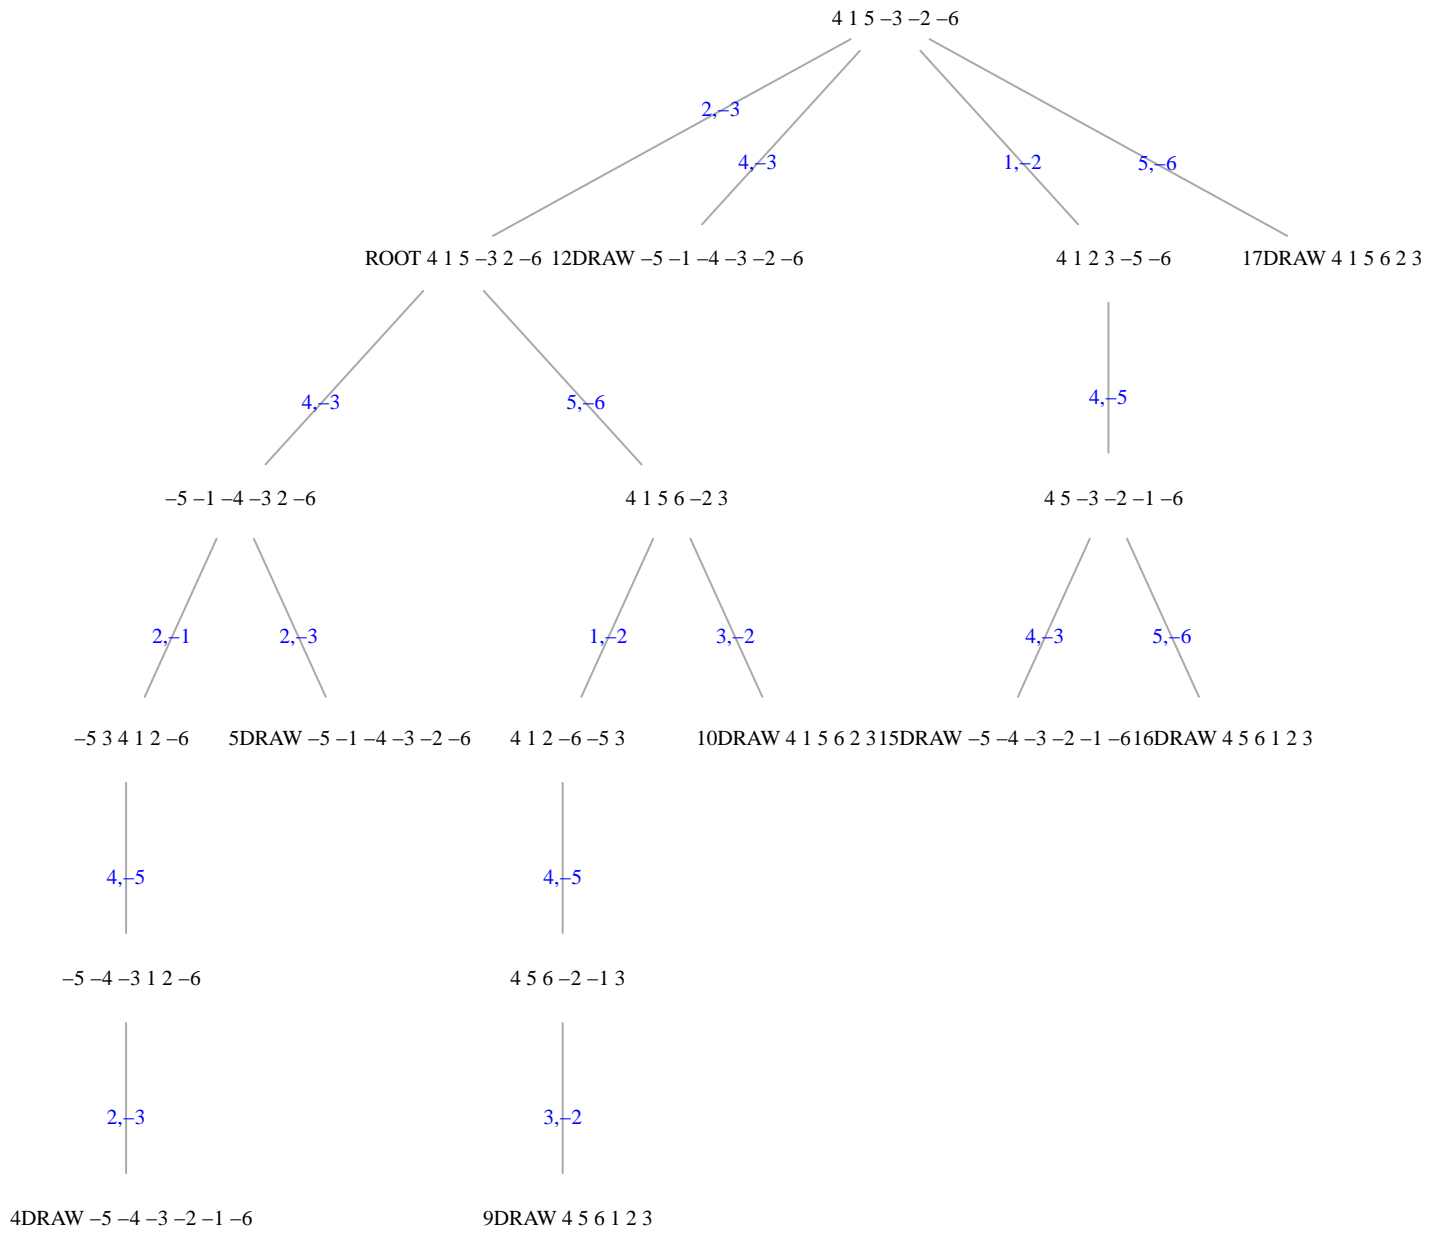 4 1 5 –3 –2 –6
2,–3
4,–3
1,–2
5,–6
ROOT 4 1 5 –3 2 –6
12DRAW –5 –1 –4 –3 –2 –6
4 1 2 3 –5 –6
17DRAW 4 1 5 6 2 3
4,–3
5,–6
4,–5
–5 –1 –4 –3 2 –6
4 1 5 6 –2 3
4 5 –3 –2 –1 –6
2,–1
2,–3
1,–2
3,–2
4,–3
5,–6
–5 3 4 1 2 –6
5DRAW –5 –1 –4 –3 –2 –6
4 1 2 –6 –5 3
10DRAW 4 1 5 6 2 3
15DRAW –5 –4 –3 –2 –1 –6
16DRAW 4 5 6 1 2 3
4,–5
4,–5
–5 –4 –3 1 2 –6
4 5 6 –2 –1 3
2,–3
3,–2
4DRAW –5 –4 –3 –2 –1 –6
9DRAW 4 5 6 1 2 3